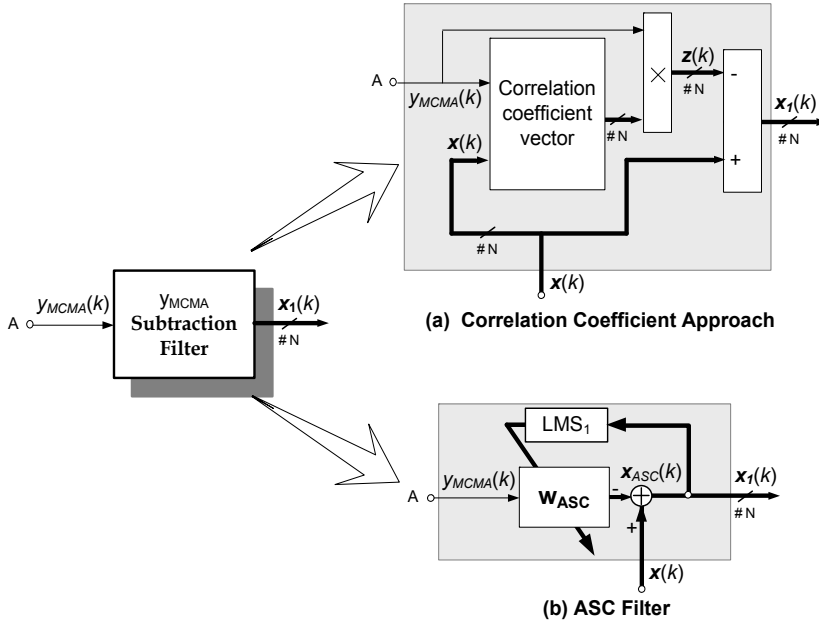 A
y_MCMA(k)
Correlation
coefficient
vector
x(k)
# N
×
z(k)
# N
-
+
x_1(k)
# N
# N
x(k)
(a) Correlation Coefficient Approach
A
y_MCMA(k)
y_MCMA
Subtraction
Filter
x_1(k)
# N
LMS_1
A
y_MCMA(k)
w_ASC
-
+
x_ASC(k)
x_1(k)
# N
x(k)
(b) ASC Filter